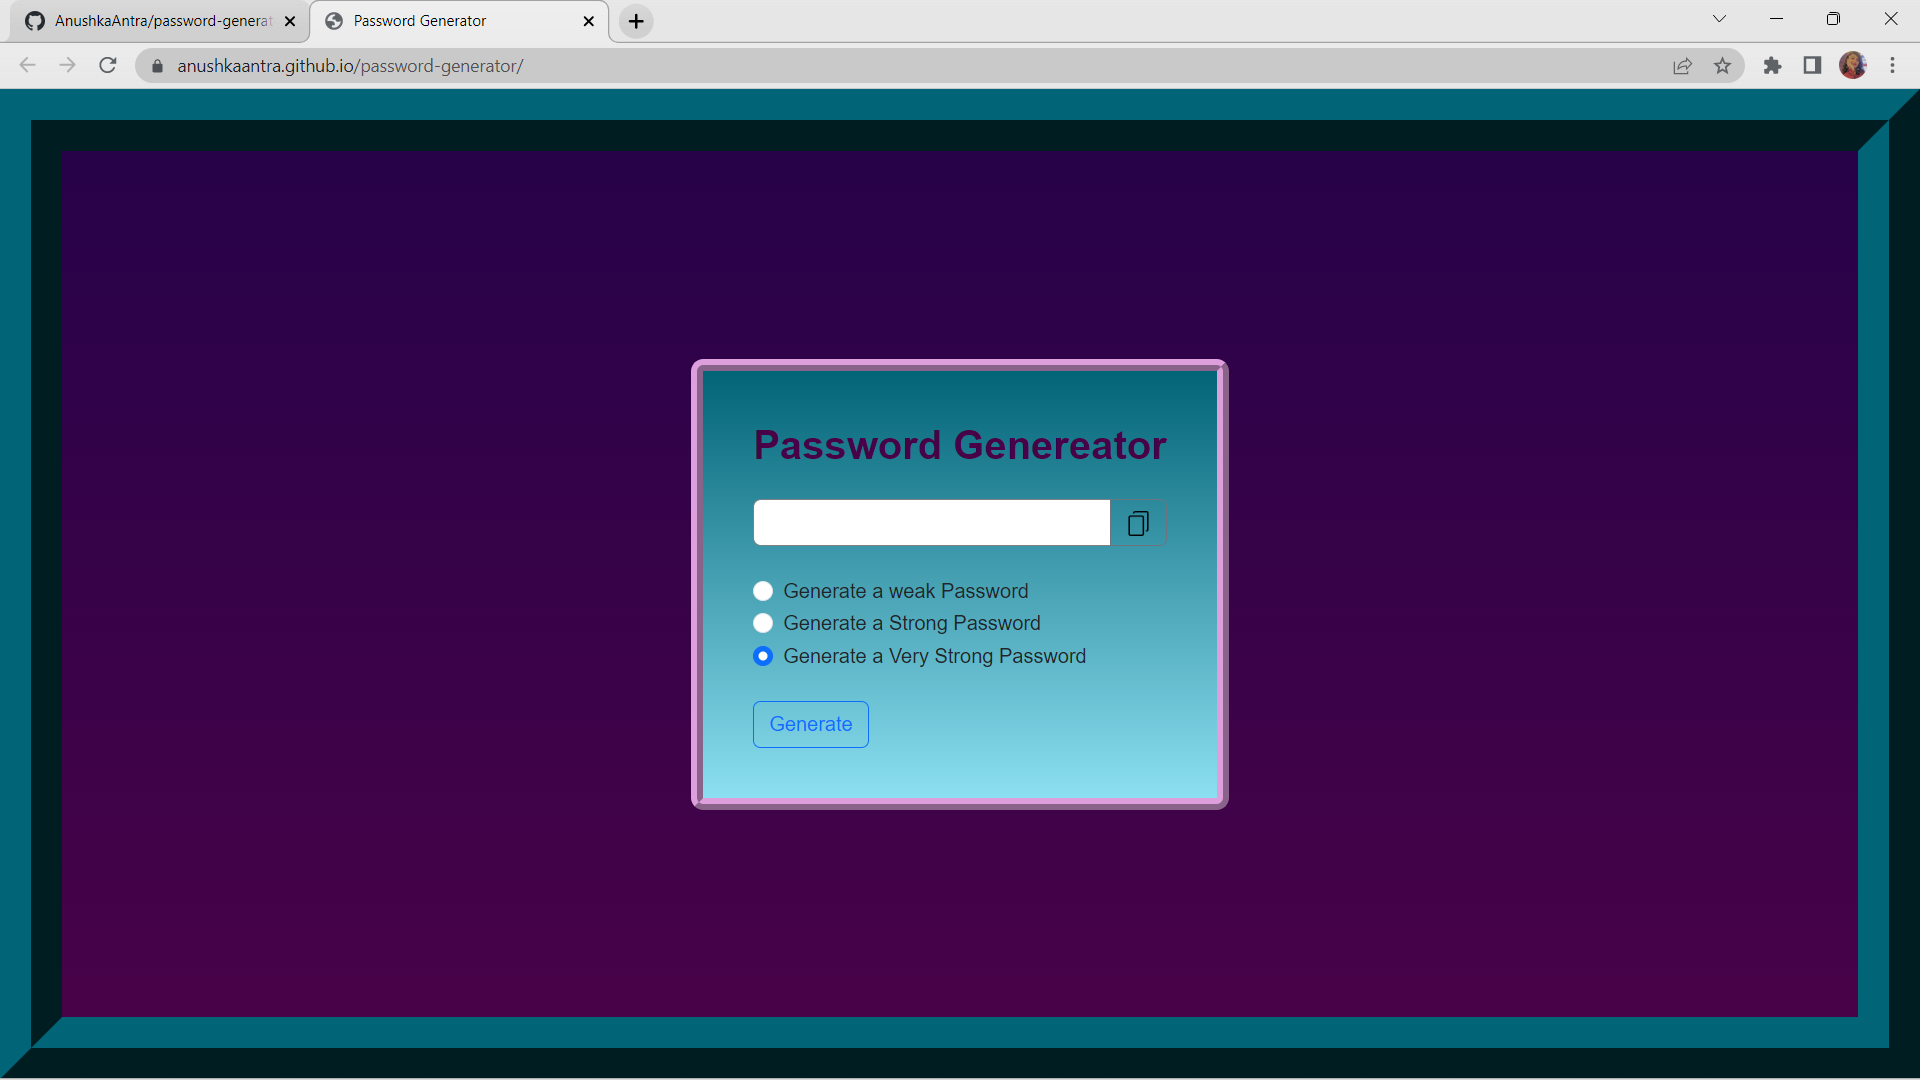 AnushkaAntra/password-generat
Password Generator
anushkaantra.github.io/password-generator/
Password Genereator
Generate a weak Password
Generate a Strong Password
Generate a Very Strong Password
Generate